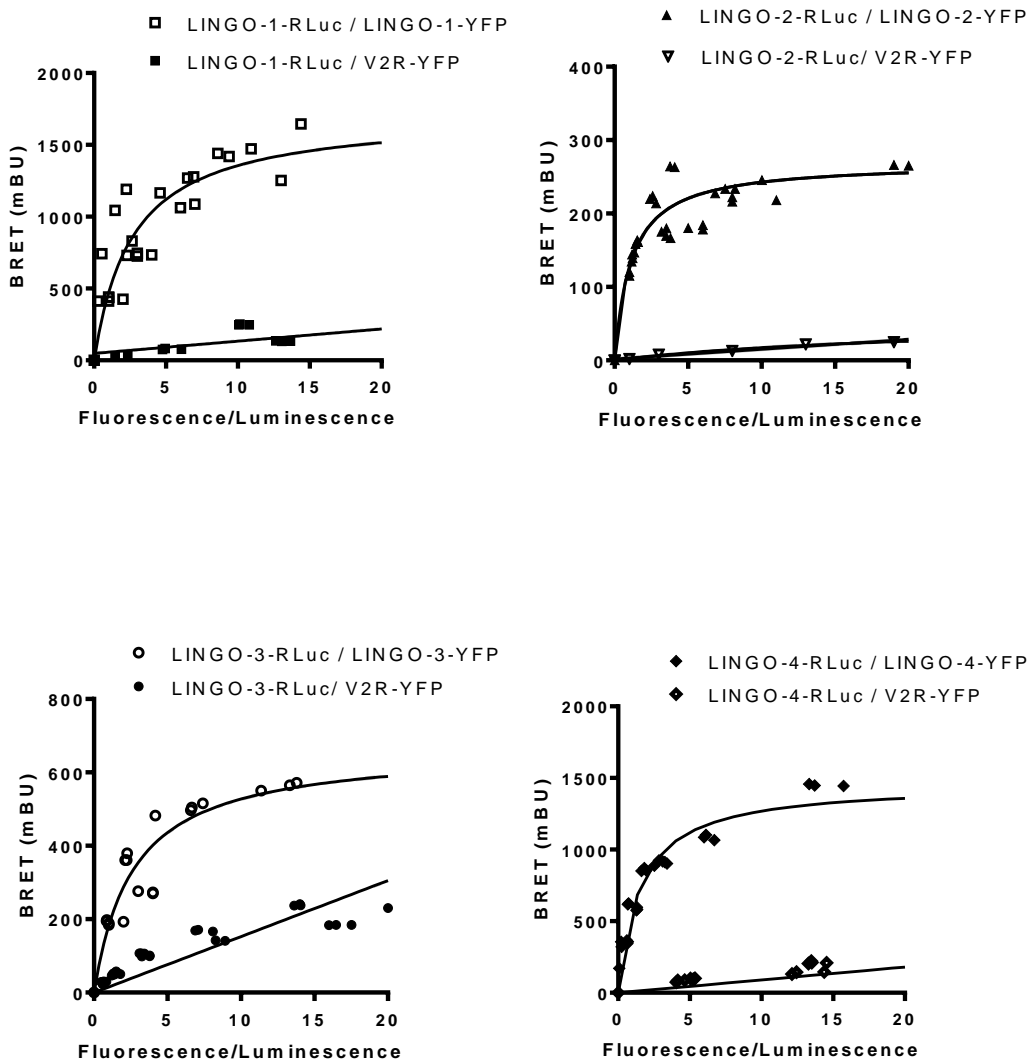 LINGO-1-RLuc / LINGO-1-YFP
LINGO-1-RLuc / V2R-YFP
BRET (mBU)
2000
1500
1000
500
0
0 5 10 15 20
Fluorescence/Luminescence
LINGO-2-RLuc / LINGO-2-YFP
LINGO-2-RLuc/ V2R-YFP
BRET (mBU)
400
300
200
100
0
0 5 10 15 20
Fluorescence/Luminescence
LINGO-3-RLuc / LINGO-3-YFP
LINGO-3-RLuc/ V2R-YFP
BRET (mBU)
800
600
400
200
0
0 5 10 15 20
Fluorescence/Luminescence
LINGO-4-RLuc / LINGO-4-YFP
LINGO-4-RLuc / V2R-YFP
BRET (mBU)
2000
1500
1000
500
0
0 5 10 15 20
Fluorescence/Luminescence